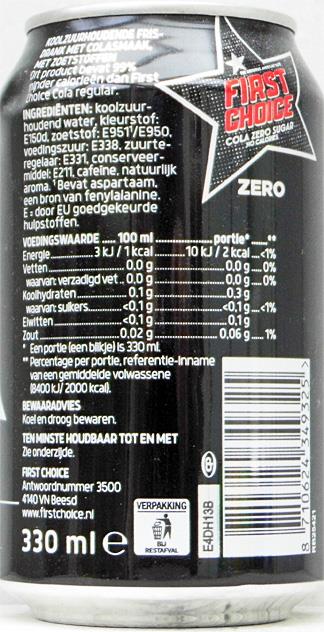 KOOLZUURHOUDENDE FRIS-
DRANK MET COLASMAAK,
MET ZOETSTOFFEN
Dit product bevat 99%
minder calorieën dan First
Choice Cola regular.
INGREDIËNTEN: koolzuur-
houdend water, kleurstof:
E150d, zoetstof: E951¹/E950,
voedingszuur: E338, zuurte-
regelaar: E331, conserveer-
middel: E211, cafeïne, natuurlijk
aroma. ¹Bevat aspartaam,
een bron van fenylalanine.
E = door EU goedgekeurde
hulpstoffen.
VOEDINGSWAARDE ..... 100 ml ............... portie* .... **
Energie ............... 3 kJ / 1 kcal ........ 10 kJ / 2 kcal ... <1%
Vetten ............... 0,0 g ............... 0,0 g .... 0%
waarvan: verzadigd vet .. 0,0 g ............... 0,0 g .... 0%
Koolhydraten ............... 0,1 g ............... 0,3 g
waarvan: suikers ............... <0,1 g ............... <0,1 g .... <1%
Eiwitten ............... <0,1 g ............... 0,1 g
Zout ............... 0,02 g ............... 0,06 g .... 1%
* Een portie (een blikje) is 330 ml.
** Percentage per portie, referentie-inname
van een gemiddelde volwassene
(8400 kJ / 2000 kcal).
BEWAARADVIES
Koel en droog bewaren.
TEN MINSTE HOUDBAAR TOT EN MET
Zie onderzijde.
FIRST CHOICE
Antwoordnummer 3500
4140 VN Beesd
www.firstchoice.nl
330 ml e
VERPAKKING
BIJ
RESTAFVAL
E4DH13B
8 710624 349325 >
RB25421
FIRST
CHOICE
COLA ZERO SUGAR
ZERO